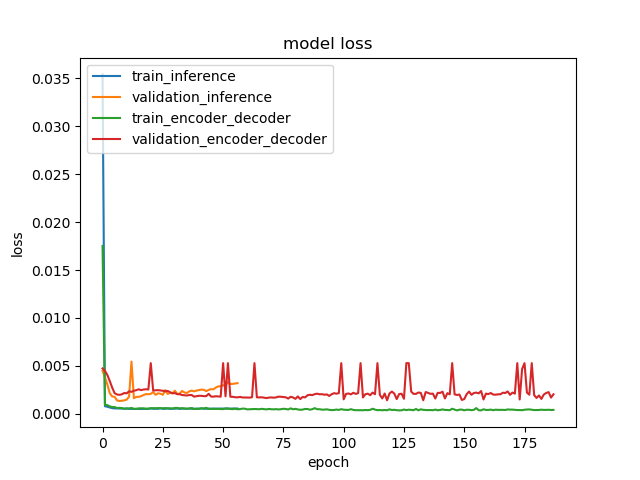 model loss
train_inference
validation_inference
train_encoder_decoder
validation_encoder_decoder
loss
0.035
0.030
0.025
0.020
0.015
0.010
0.005
0.000
0 25 50 75 100 125 150 175
epoch